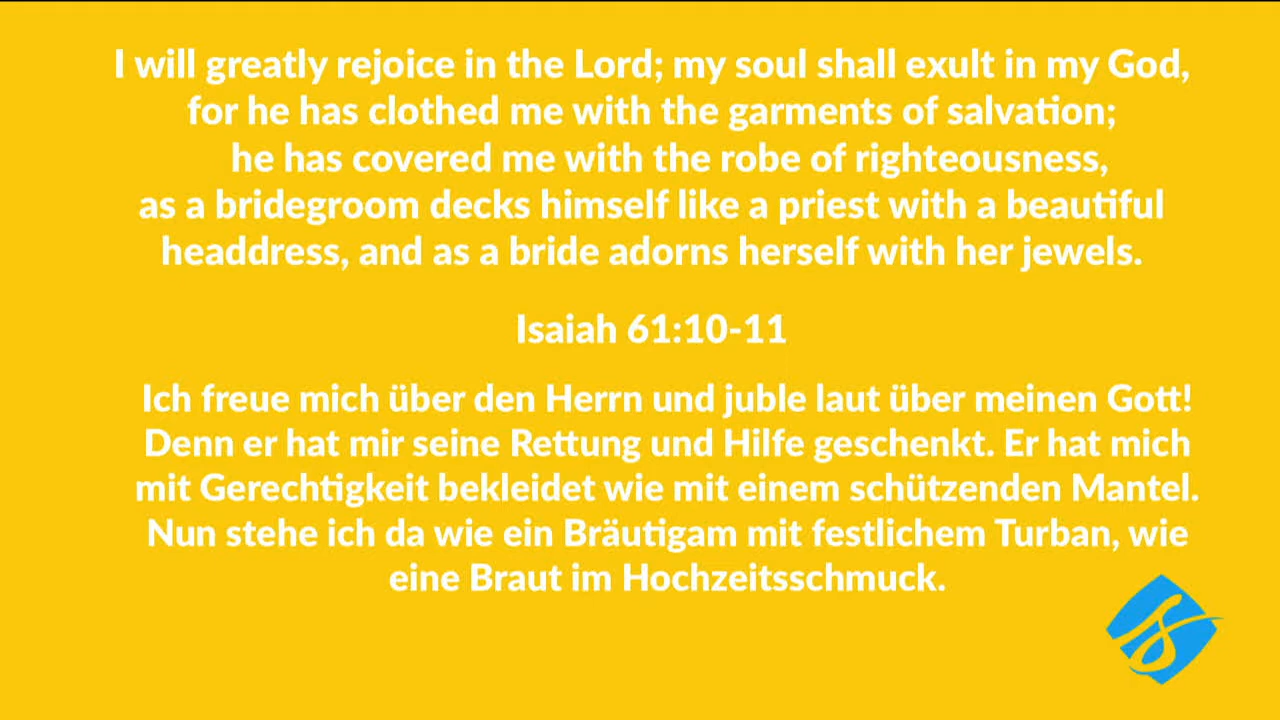 I will greatly rejoice in the Lord; my soul shall exult in my God,
for he has clothed me with the garments of salvation;
he has covered me with the robe of righteousness,
as a bridegroom decks himself like a priest with a beautiful
headdress, and as a bride adorns herself with her jewels.
Isaiah 61:10-11
Ich freue mich über den Herrn und juble laut über meinen Gott!
Denn er hat mir seine Rettung und Hilfe geschenkt. Er hat mich
mit Gerechtigkeit bekleidet wie mit einem schützenden Mantel.
Nun stehe ich da wie ein Bräutigam mit festlichem Turban, wie
eine Braut im Hochzeitsschmuck.